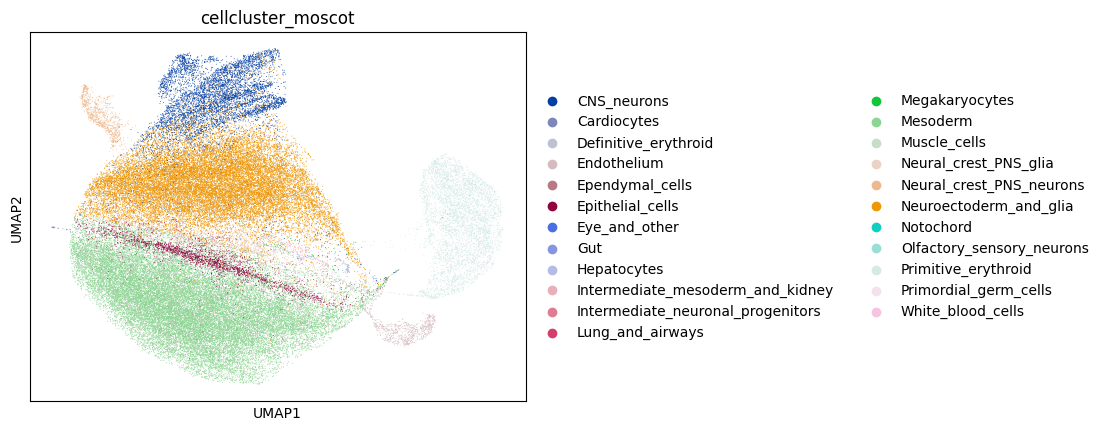 cellcluster_moscot
UMAP2
UMAP1
CNS_neurons
Cardiocytes
Definitive_erythroid
Endothelium
Ependymal_cells
Epithelial_cells
Eye_and_other
Gut
Hepatocytes
Intermediate_mesoderm_and_kidney
Intermediate_neuronal_progenitors
Lung_and_airways
Megakaryocytes
Mesoderm
Muscle_cells
Neural_crest_PNS_glia
Neural_crest_PNS_neurons
Neuroectoderm_and_glia
Notochord
Olfactory_sensory_neurons
Primitive_erythroid
Primordial_germ_cells
White_blood_cells